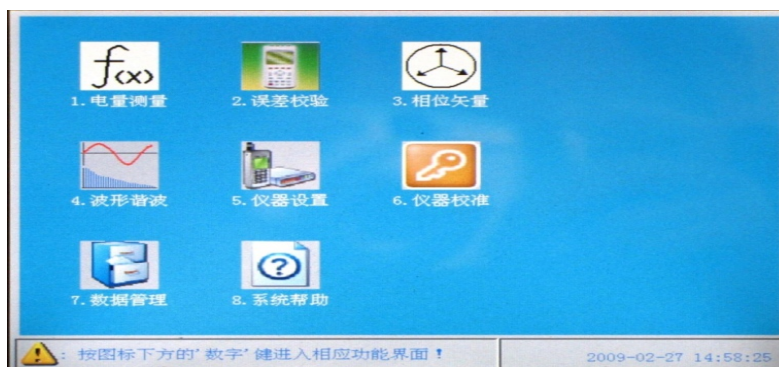 f(x)
1.电量测量 2.误差校验 3.相位矢量
4.波形谐波 5.仪器设置 6.仪器校准
7.数据管理 8.系统帮助
: 按图标下方的'数字'健进入相应功能界面！ 2009-02-27 14:58:25